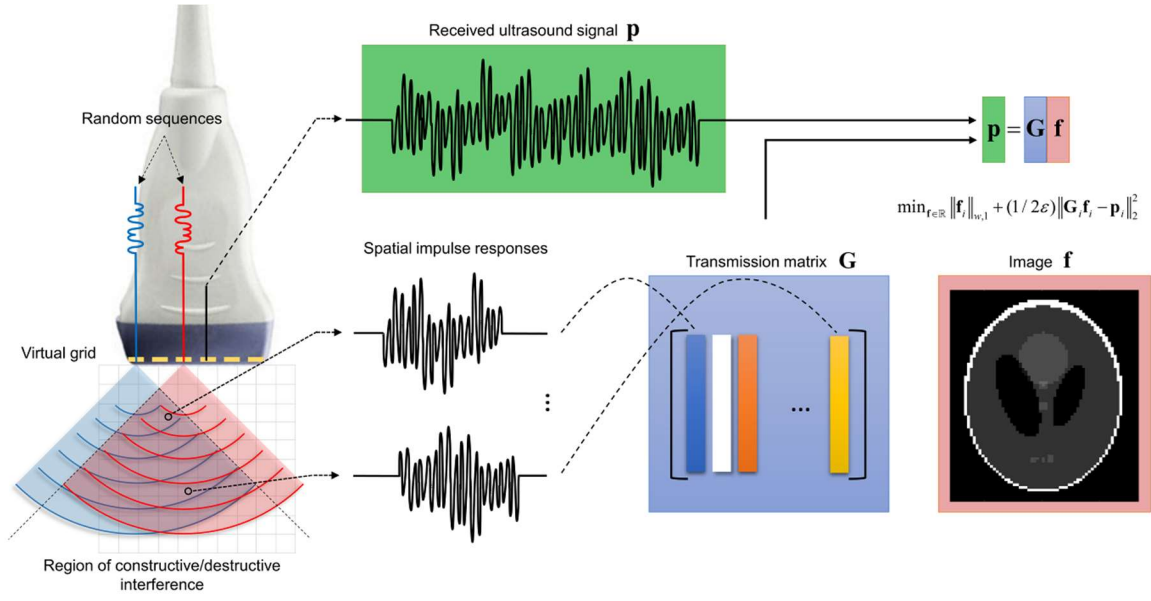 Received ultrasound signal p
Random sequences
p = G f
min_{f∈ℝ} ‖f_i‖_{w,1} + (1/2ε)‖G_i f_i − p_i‖_2^2
Spatial impulse responses
Transmission matrix G
Image f
Virtual grid
...
...
Region of constructive/destructive
interference